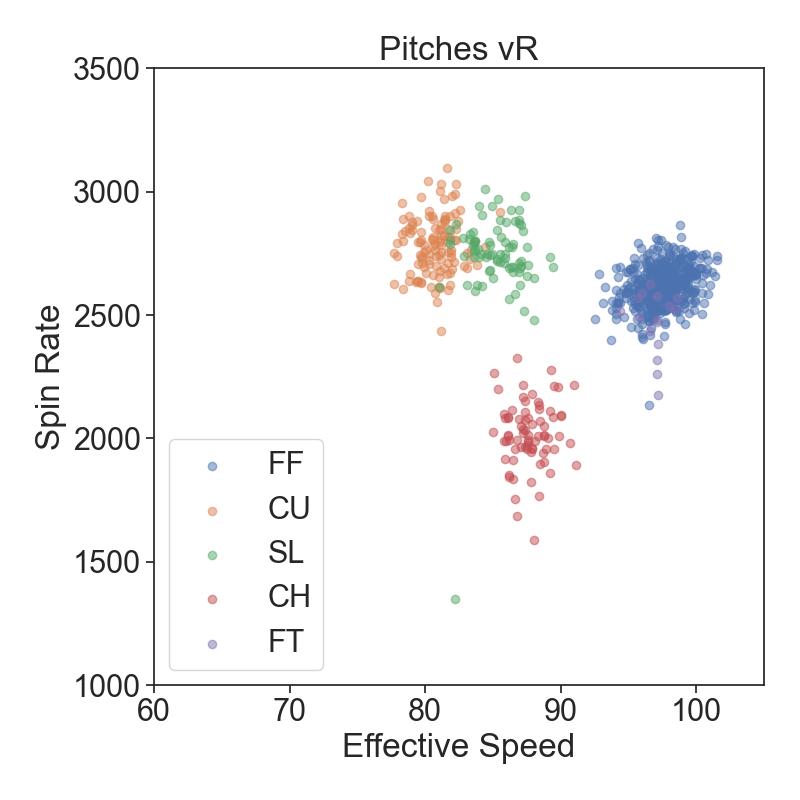 Pitches vR
3500
3000
2500
2000
1500
1000
Spin Rate
FF
CU
SL
CH
FT
60 70 80 90 100
Effective Speed